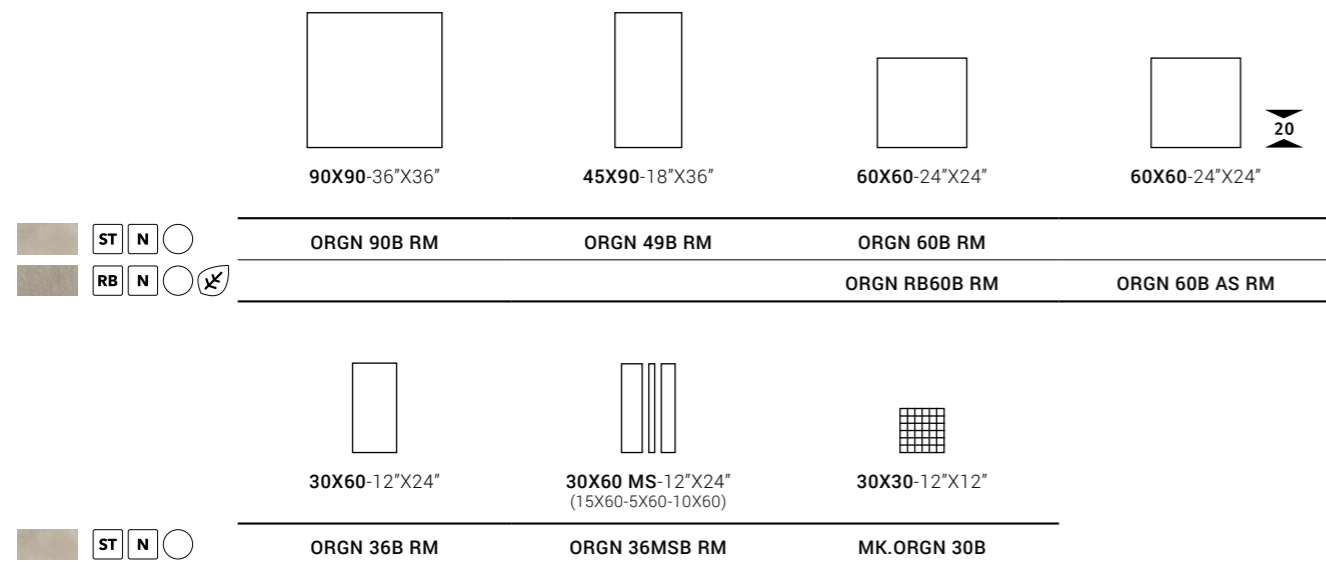 20
90X90-36”X36” 45X90-18”X36” 60X60-24”X24” 60X60-24”X24”
ST N ORGN 90B RM ORGN 49B RM ORGN 60B RM
RB N ORGN RB60B RM ORGN 60B AS RM
30X60-12”X24” 30X60 MS-12”X24” 30X30-12”X12”
(15X60-5X60-10X60)
ST N ORGN 36B RM ORGN 36MSB RM MK.ORGN 30B